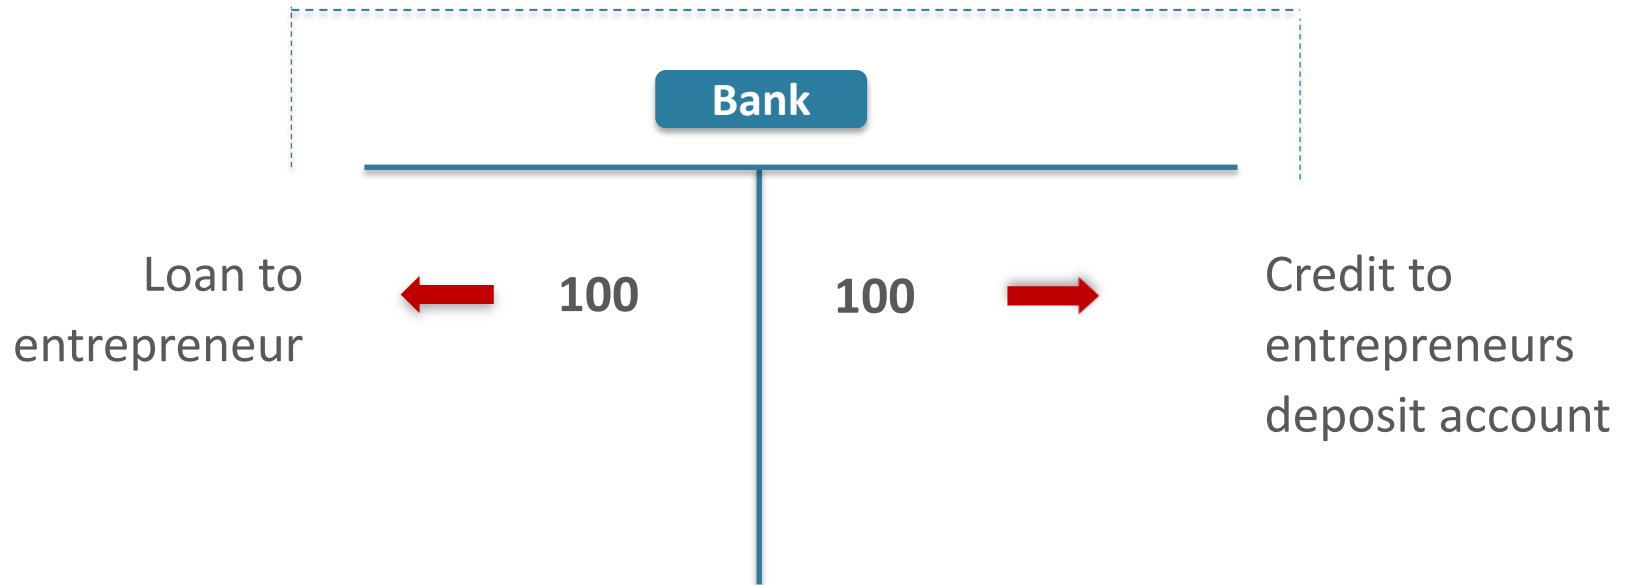 Bank
Loan to
entrepreneur
100
100
Credit to
entrepreneurs
deposit account